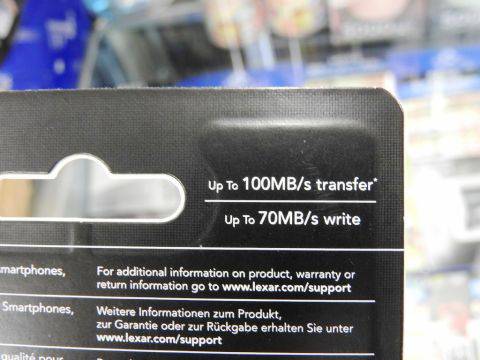 Up To 100MB/s transfer*
Up To 70MB/s write
martphones,
For additional information on product, warranty or
return information go to www.lexar.com/support
Smartphones,
Weitere Informationen zum Produkt,
zur Garantie oder zur Rückgabe erhalten Sie unter
www.lexar.com/support
qualité pour